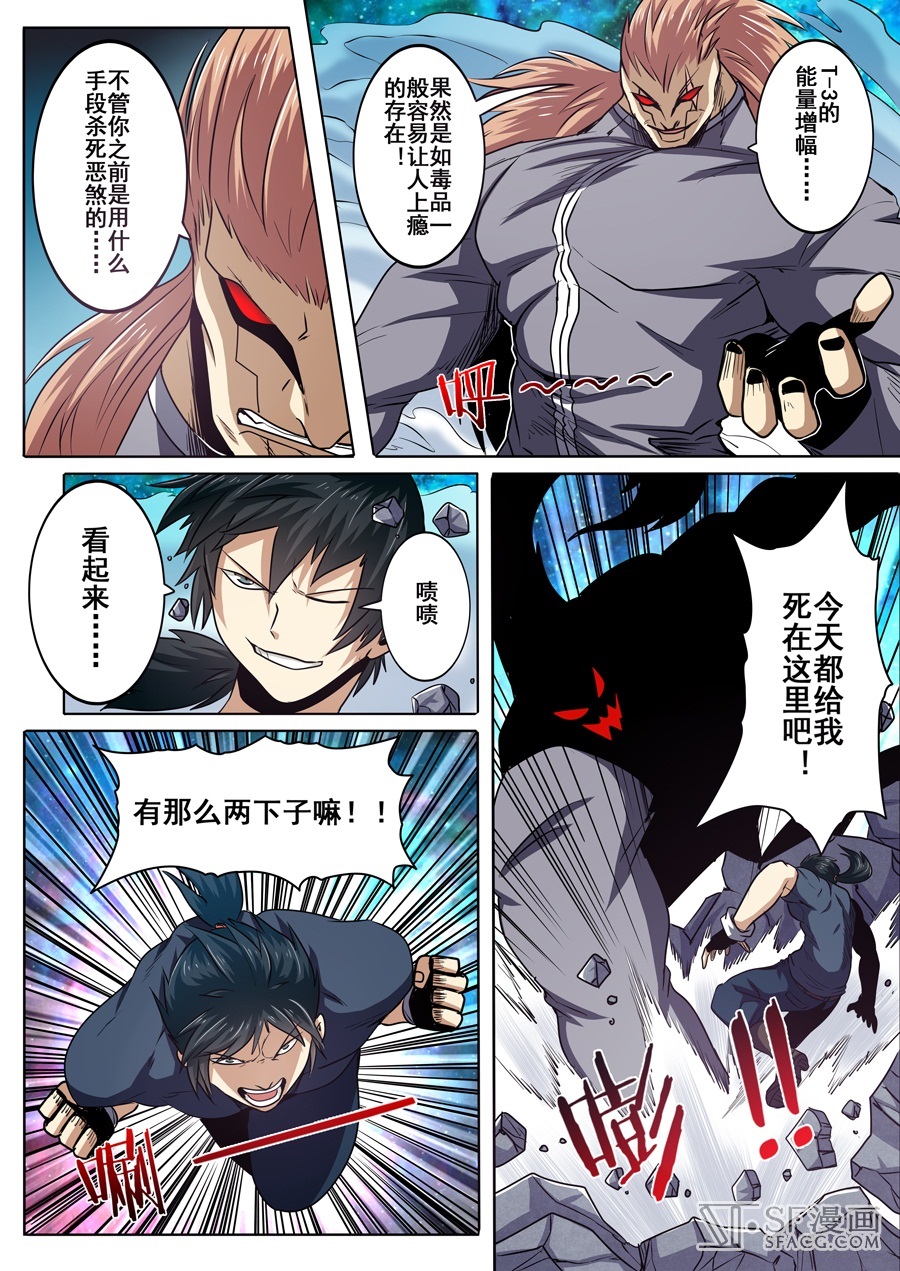 T-3的
能量增幅……
果然是如毒品一
般容易让人上瘾
的存在！
呼～～～～
不管你之前是用什么
手段杀死恶煞的……
今天都给我
死在这里吧！
嘭！！
啧啧
看起来……
有那么两下子嘛！！
SF漫画
SFACG.COM